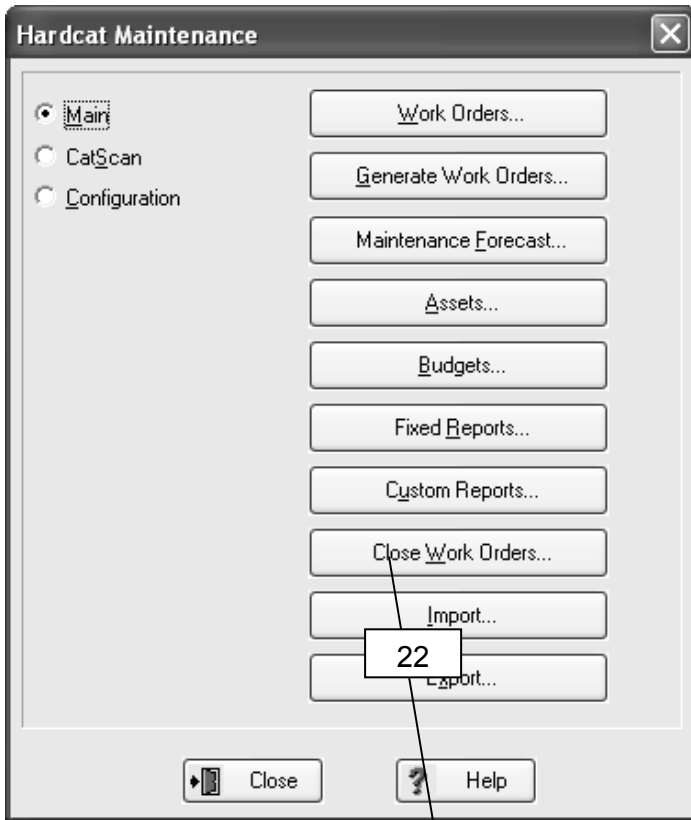 Hardcat Maintenance
Main
CatScan
Configuration
Work Orders...
Generate Work Orders...
Maintenance Forecast...
Assets...
Budgets...
Fixed Reports...
Custom Reports...
Close Work Orders...
Import...
22
Export...
Close
Help